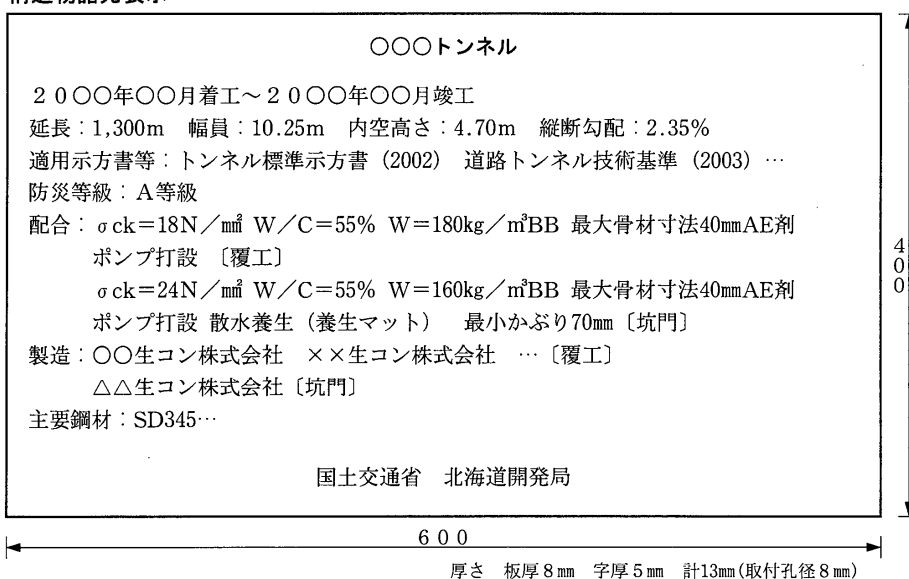 ○○○トンネル
２０○○年○○月着工～２０○○年○○月竣工
延長：1,300m　幅員：10.25m　内空高さ：4.70m　縦断勾配：2.35%
適用示方書等：トンネル標準示方書（2002）　道路トンネル技術基準（2003）…
防災等級：A等級
配合：σck＝18N／㎟ W／C＝55% W＝180kg／㎥BB 最大骨材寸法40㎜AE剤
ポンプ打設 〔覆工〕
σck＝24N／㎟ W／C＝55% W＝160kg／㎥BB 最大骨材寸法40㎜AE剤
ポンプ打設 散水養生（養生マット）　最小かぶり70㎜〔坑門〕
製造：○○生コン株式会社　××生コン株式会社　…〔覆工〕
△△生コン株式会社〔坑門〕
主要鋼材：SD345…
国土交通省　北海道開発局
400
600
厚さ　板厚８㎜　字厚５㎜　計13㎜(取付孔径８㎜)